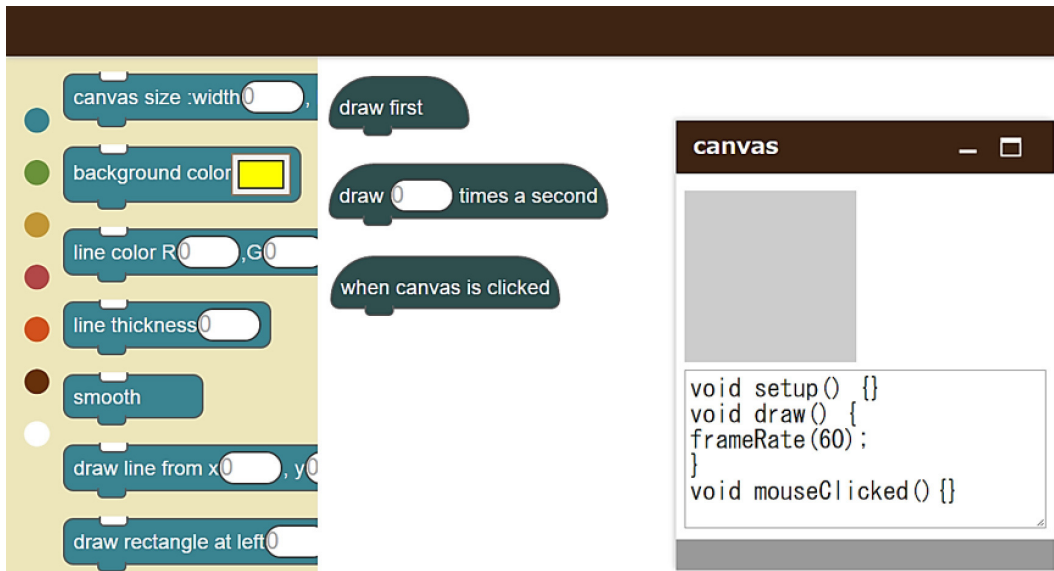 canvas size :width 0,
background color
line color R 0 ,G 0
line thickness 0
smooth
draw line from x 0 , y 0
draw rectangle at left 0
draw first
draw 0 times a second
when canvas is clicked
canvas
void setup() {}
void draw() {
frameRate(60);
}
void mouseClicked(){}